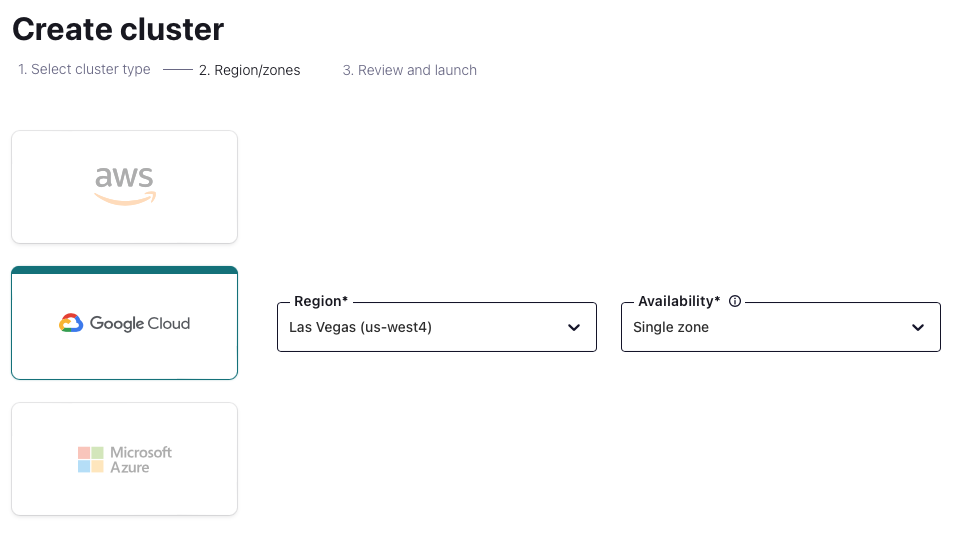 Create cluster
1. Select cluster type 2. Region/zones 3. Review and launch
aws
Google Cloud
Region*
Las Vegas (us-west4)
Availability*
Single zone
Microsoft
Azure